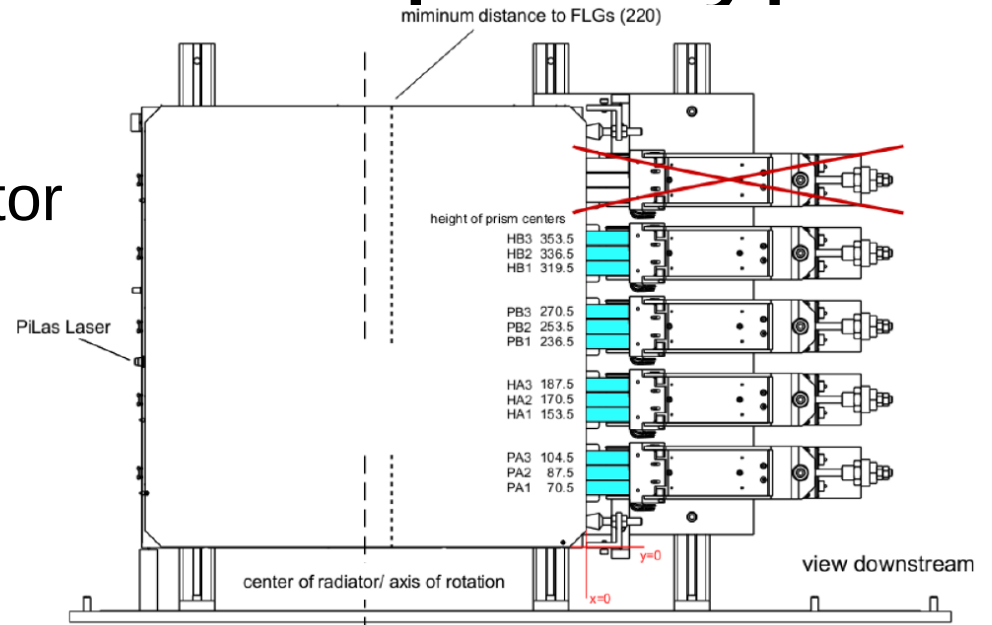 miminum distance to FLGs (220)
tor
height of prism centers
HB3 353.5
HB2 336.5
HB1 319.5
PiLas Laser
PB3 270.5
PB2 253.5
PB1 236.5
HA3 187.5
HA2 170.5
HA1 153.5
PA3 104.5
PA2 87.5
PA1 70.5
y=0
view downstream
center of radiator/ axis of rotation
x=0